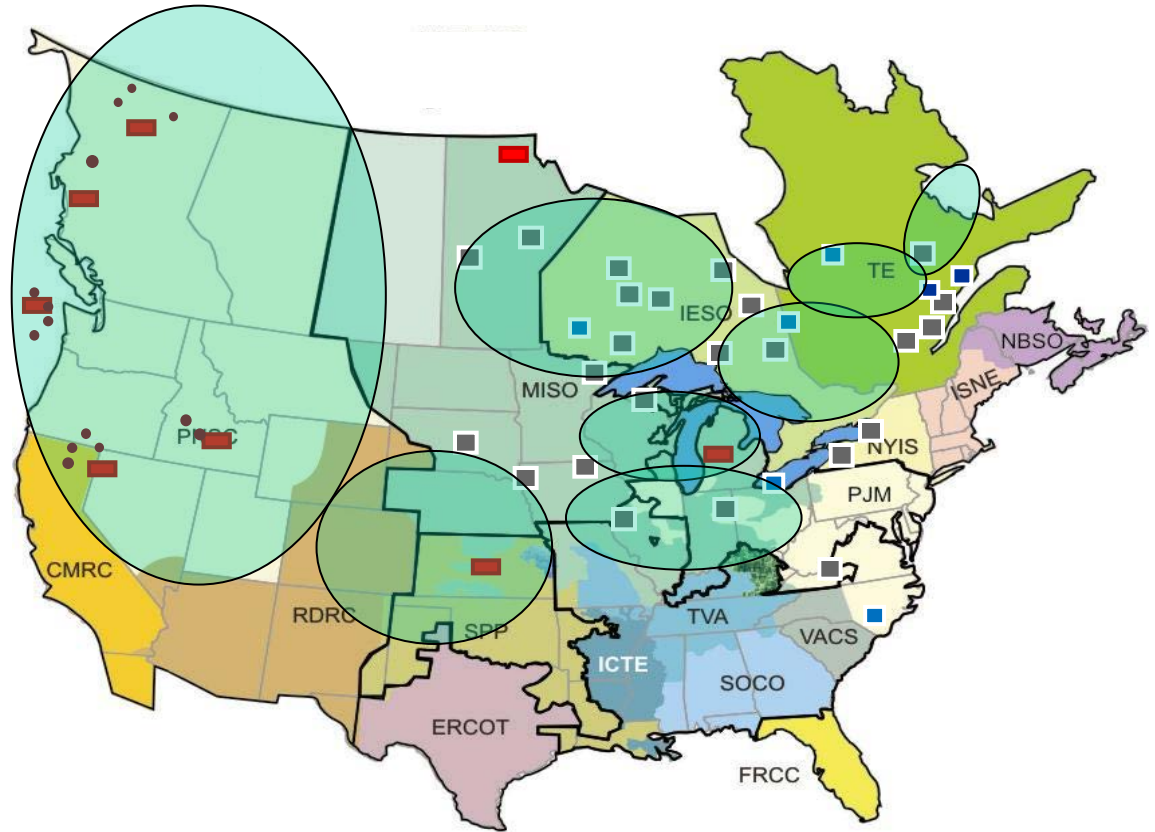 TE
IESO
NBSO
ISNE
MISO
NYIS
PJM
CMRC
RDRC
SPP
TVA
VACS
ICTE
SOCO
ERCOT
FRCC